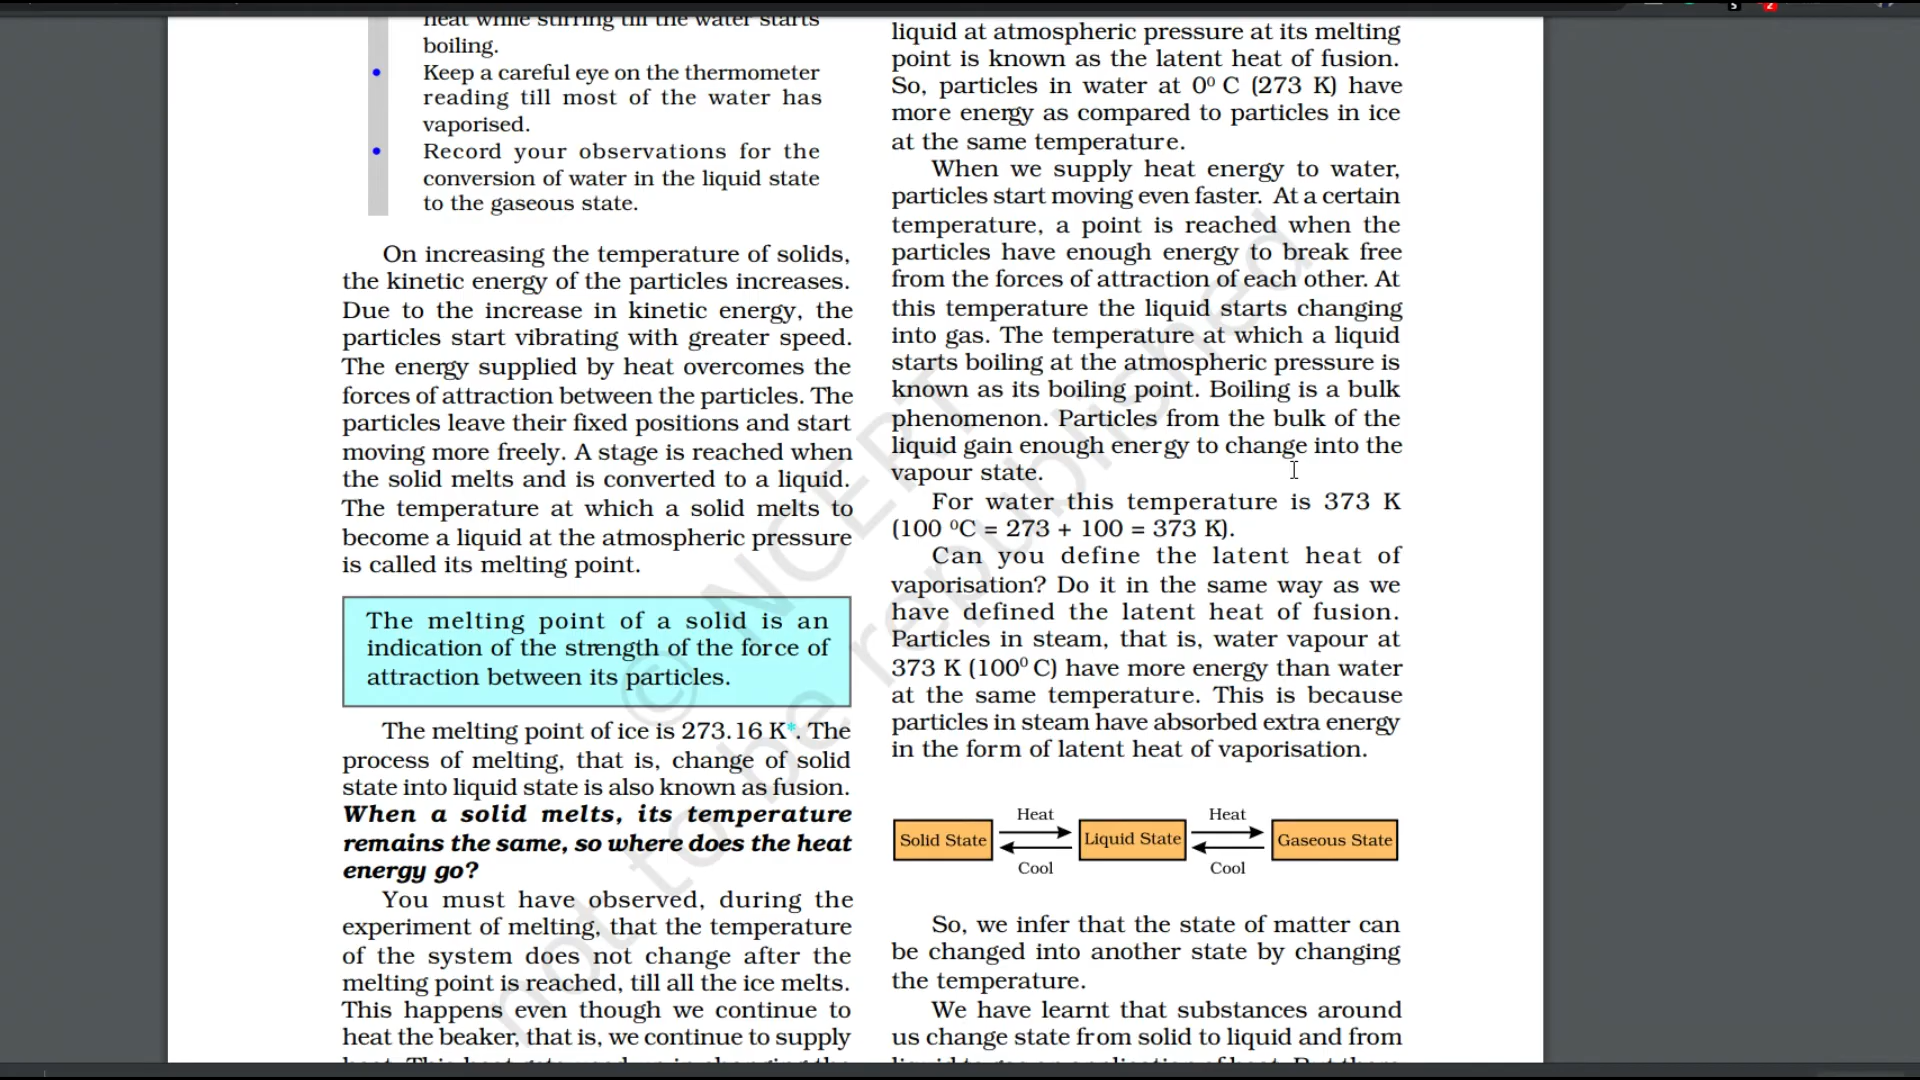 heat while stirring till the water starts
boiling.
• Keep a careful eye on the thermometer
reading till most of the water has
vaporised.
• Record your observations for the
conversion of water in the liquid state
to the gaseous state.
On increasing the temperature of solids,
the kinetic energy of the particles increases.
Due to the increase in kinetic energy, the
particles start vibrating with greater speed.
The energy supplied by heat overcomes the
forces of attraction between the particles. The
particles leave their fixed positions and start
moving more freely. A stage is reached when
the solid melts and is converted to a liquid.
The temperature at which a solid melts to
become a liquid at the atmospheric pressure
is called its melting point.
The melting point of a solid is an
indication of the strength of the force of
attraction between its particles.
The melting point of ice is 273.16 K*. The
process of melting, that is, change of solid
state into liquid state is also known as fusion.
When a solid melts, its temperature
remains the same, so where does the heat
energy go?
You must have observed, during the
experiment of melting, that the temperature
of the system does not change after the
melting point is reached, till all the ice melts.
This happens even though we continue to
heat the beaker, that is, we continue to supply
liquid at atmospheric pressure at its melting
point is known as the latent heat of fusion.
So, particles in water at 0⁰ C (273 K) have
more energy as compared to particles in ice
at the same temperature.
When we supply heat energy to water,
particles start moving even faster. At a certain
temperature, a point is reached when the
particles have enough energy to break free
from the forces of attraction of each other. At
this temperature the liquid starts changing
into gas. The temperature at which a liquid
starts boiling at the atmospheric pressure is
known as its boiling point. Boiling is a bulk
phenomenon. Particles from the bulk of the
liquid gain enough energy to change into the
vapour state.
For water this temperature is 373 K
(100 ⁰C = 273 + 100 = 373 K).
Can you define the latent heat of
vaporisation? Do it in the same way as we
have defined the latent heat of fusion.
Particles in steam, that is, water vapour at
373 K (100⁰ C) have more energy than water
at the same temperature. This is because
particles in steam have absorbed extra energy
in the form of latent heat of vaporisation.
Heat Heat
Solid State Liquid State Gaseous State
Cool Cool
So, we infer that the state of matter can
be changed into another state by changing
the temperature.
We have learnt that substances around
us change state from solid to liquid and from
© NCERT
not to be republished